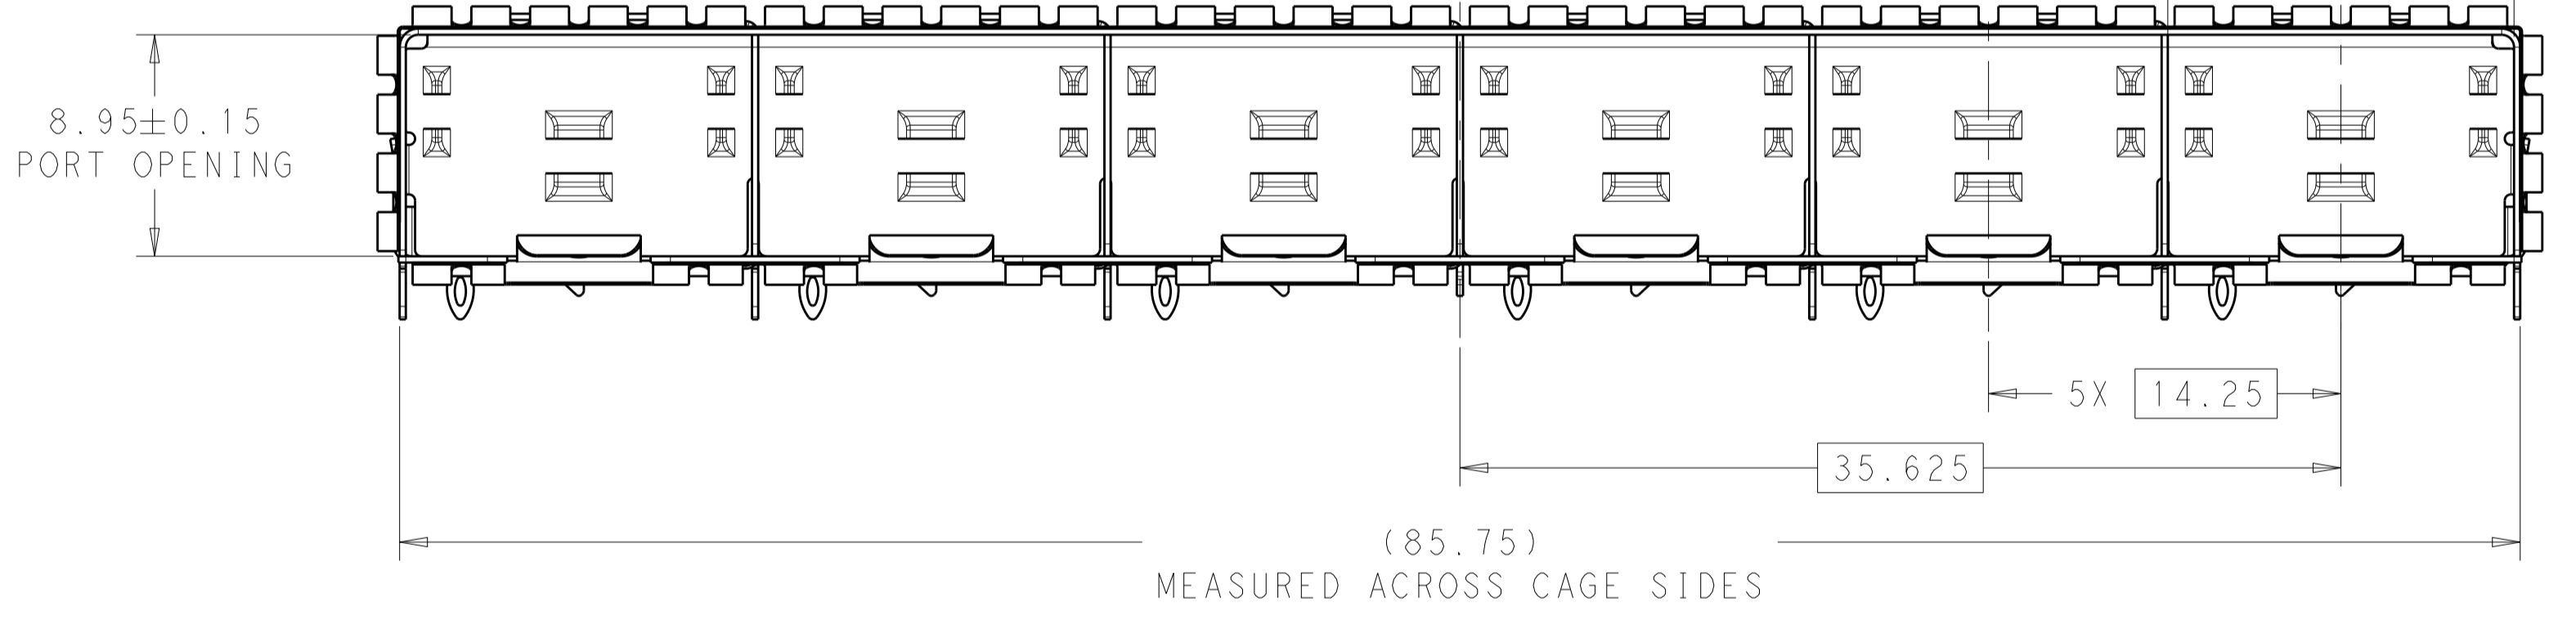 8.95±0.15
PORT OPENING
5X 14.25
35.625
(85.75)
MEASURED ACROSS CAGE SIDES